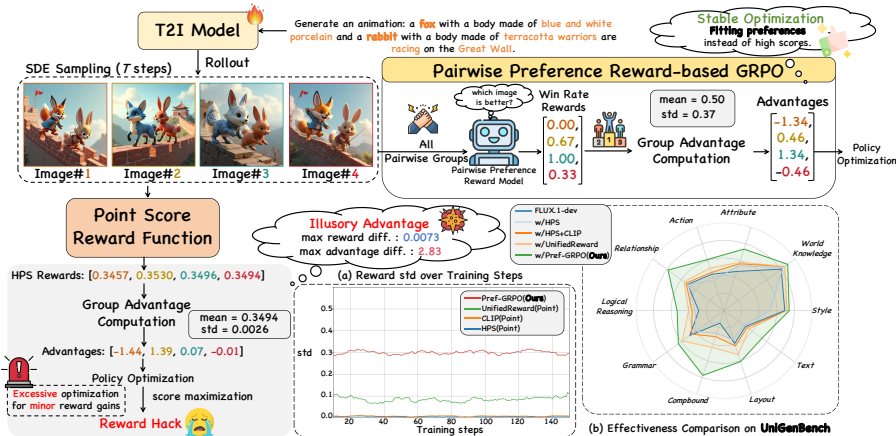 T2I Model
Generate an animation: a fox with a body made of blue and white
porcelain and a rabbit with a body made of terracotta warriors are
racing on the Great Wall.
Stable Optimization
Fitting preferences
instead of high scores.
Rollout
SDE Sampling (T steps)
Image#1
Image#2
Image#3
Image#4
Pairwise Preference Reward-based GRPO
which image
is better?
All
Pairwise Groups
Pairwise Preference
Reward Model
Win Rate
Rewards
0.00,
0.67,
1.00,
0.33
1
2
3
mean = 0.50
std = 0.37
Group Advantage
Computation
Advantages
-1.34,
0.46,
1.34,
-0.46
Policy
Optimization
Point Score
Reward Function
Illusory Advantage
max reward diff. : 0.0073
max advantage diff. : 2.83
HPS Rewards: [0.3457, 0.3530, 0.3496, 0.3494]
Group Advantage
Computation
mean = 0.3494
std = 0.0026
Advantages: [-1.44, 1.39, 0.07, -0.01]
Policy Optimization
Excessive optimization
for minor reward gains
score maximization
Reward Hack
(a) Reward std over Training Steps
Pref-GRPO(Ours)
UnifiedReward(Point)
CLIP(Point)
HPS(Point)
std
0.5
0.4
0.3
0.2
0.1
0.0
20
40
60
80
100
120
140
Training steps
FLUX.1-dev
w/HPS
w/HPS+CLIP
w/UnifiedReward
w/Pref-GRPO(Ours)
Attribute
Action
World
Knowledge
Relationship
Style
Logical
Reasoning
Text
Grammar
Layout
Compound
(b) Effectiveness Comparison on UniGenBench